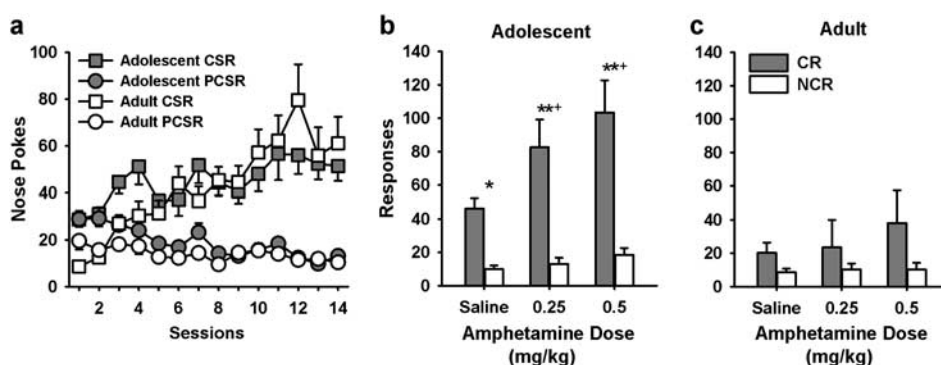 a
100
80
60
40
20
0
Nose Pokes
Adolescent CSR
Adolescent PCSR
Adult CSR
Adult PCSR
2 4 6 8 10 12 14
Sessions
b
Adolescent
140
120
100
80
60
40
20
0
Responses
*
**+
**+
Saline 0.25 0.5
Amphetamine Dose
(mg/kg)
c
Adult
140
120
100
80
60
40
20
0
CR
NCR
Saline 0.25 0.5
Amphetamine Dose
(mg/kg)